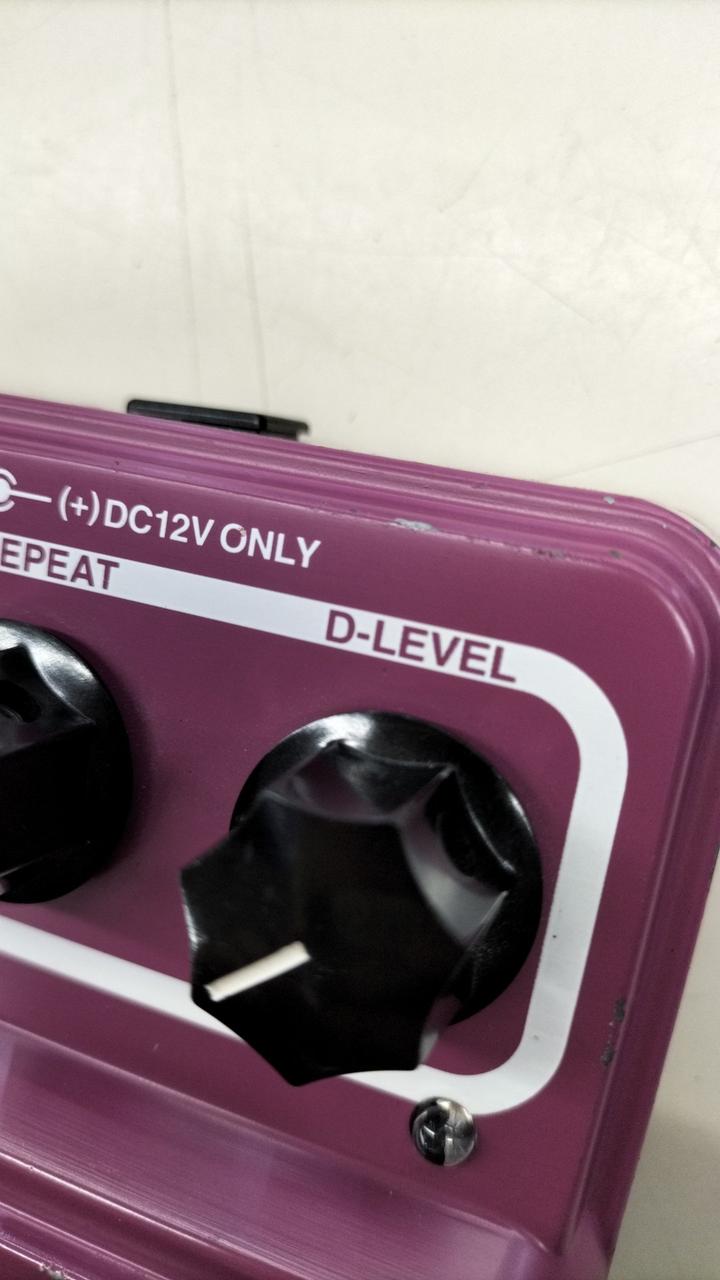 (+)DC12V ONLY
EPEAT
D-LEVEL